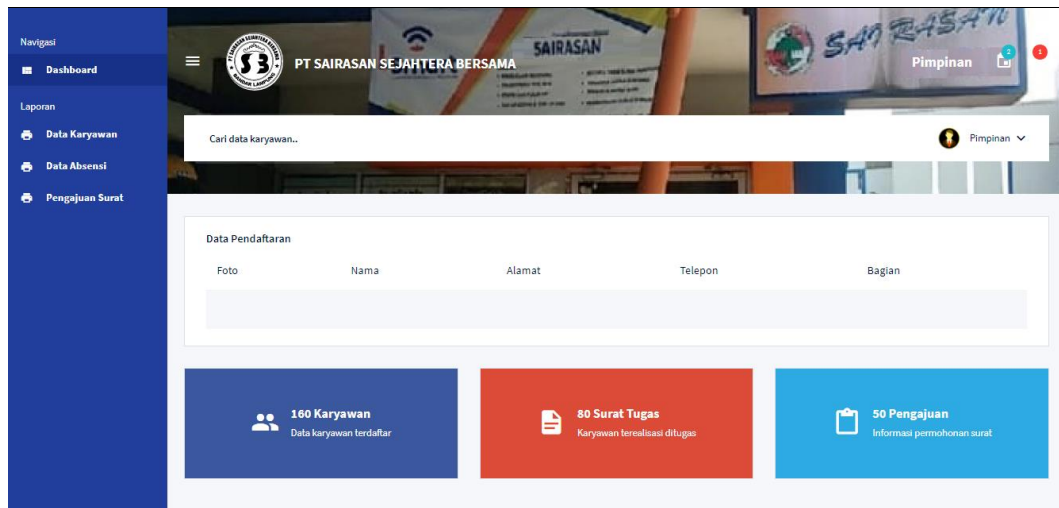 Navigasi
Dashboard
Laporan
Data Karyawan
Data Absensi
Pengajuan Surat
PT SAIRASAN SEJAHTERA BERSAMA
SAIRASAN
SAI RASAN
Pimpinan
2
1
Cari data karyawan..
Pimpinan
Data Pendaftaran
Foto Nama Alamat Telepon Bagian
160 Karyawan
Data karyawan terdaftar
80 Surat Tugas
Karyawan terealisasi ditugas
50 Pengajuan
Informasi permohonan surat